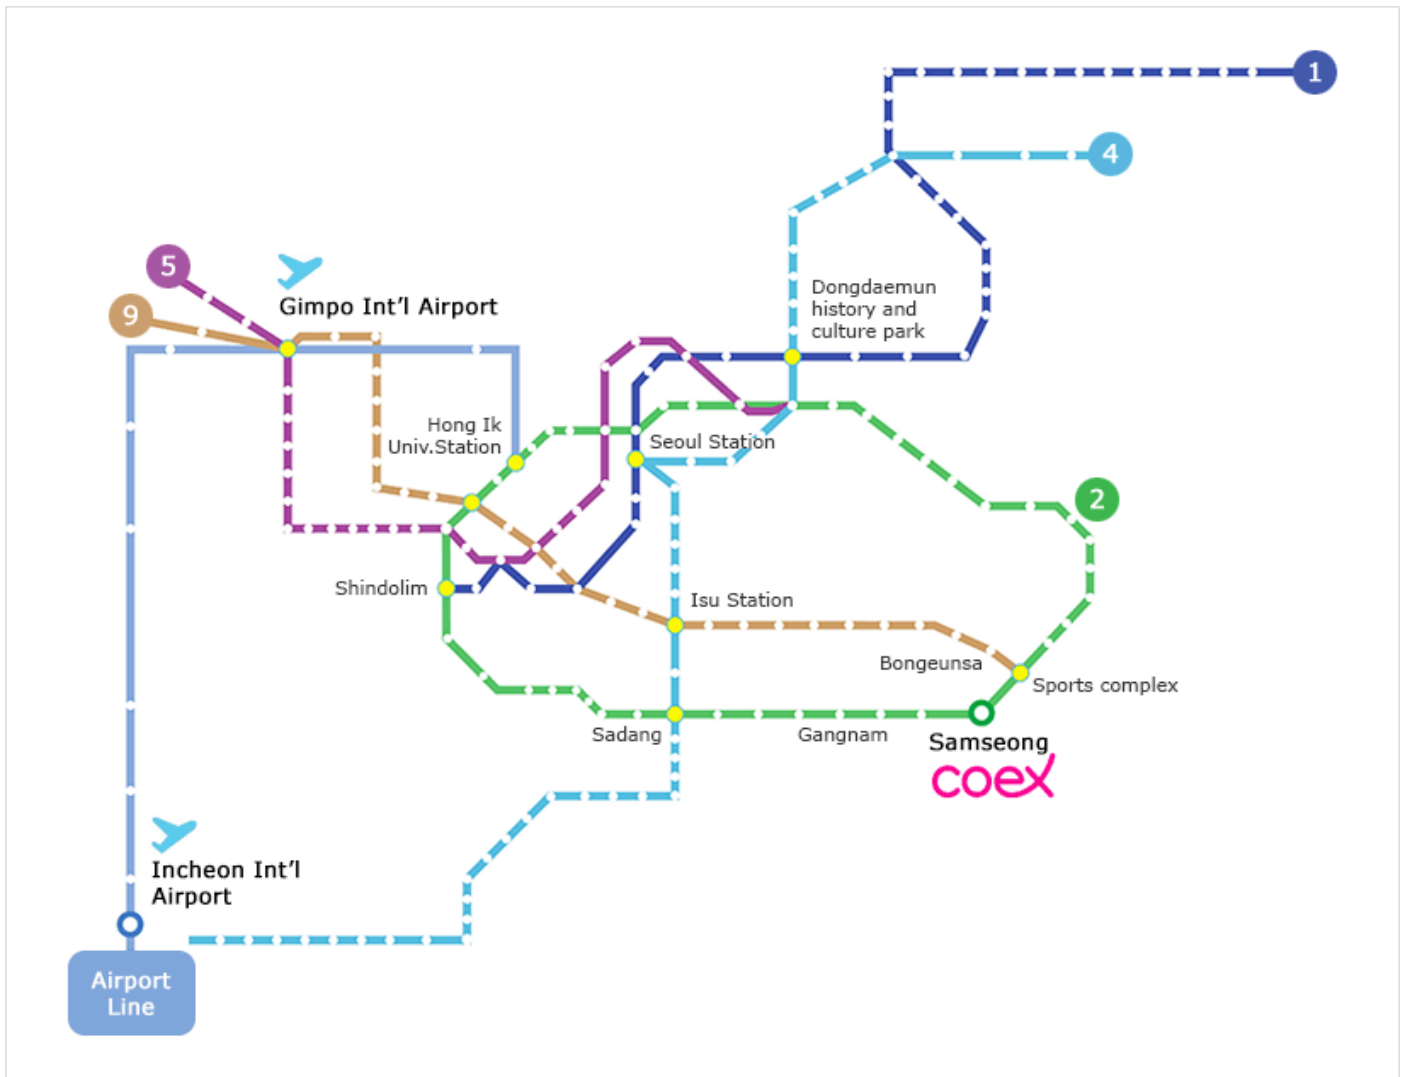 1
4
Dongdaemun
history and
culture park
5
Gimpo Int'l Airport
9
Hong Ik
Univ.Station
Seoul Station
2
Shindolim
Isu Station
Bongeunsa
Sports complex
Sadang
Gangnam
Samseong
coex
Incheon Int'l
Airport
Airport
Line